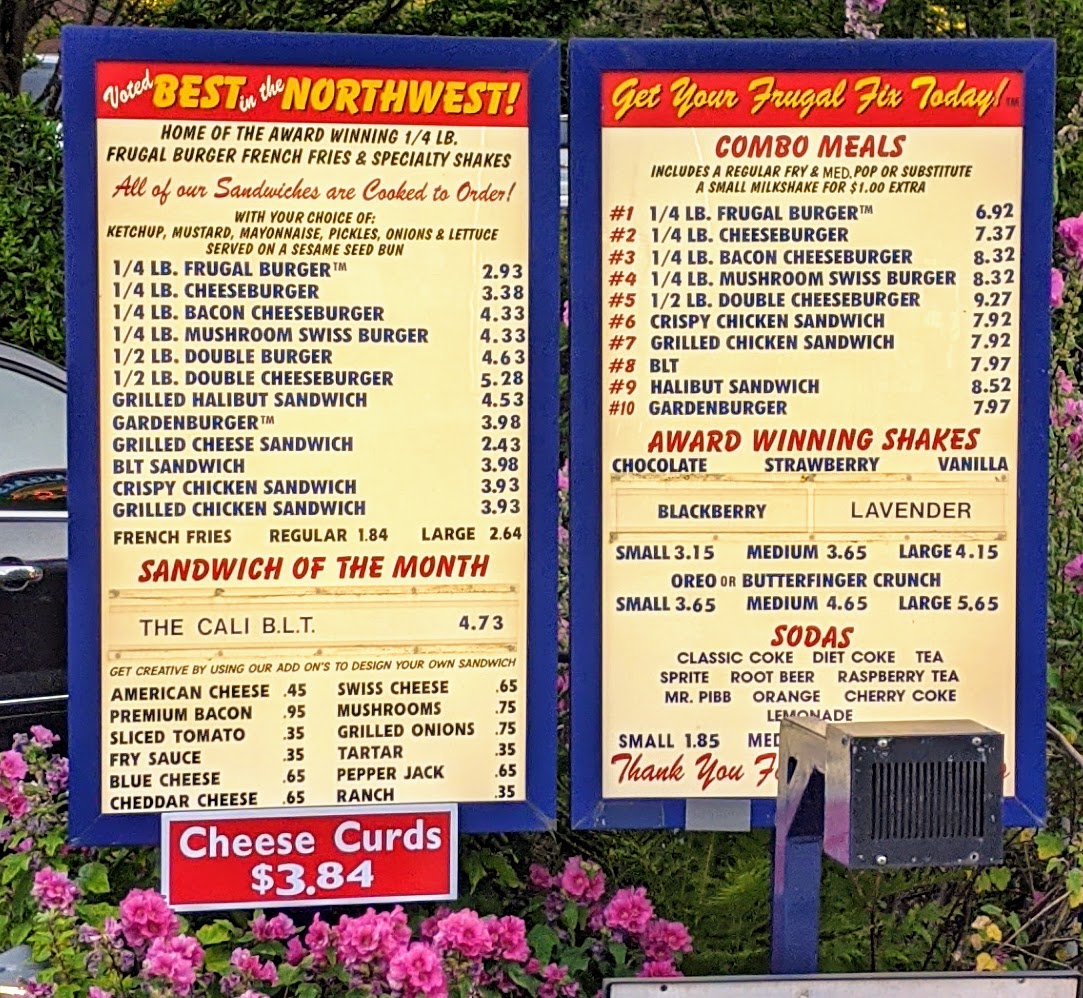 Voted BEST in the NORTHWEST!
HOME OF THE AWARD WINNING 1/4 LB.
FRUGAL BURGER FRENCH FRIES & SPECIALTY SHAKES
All of our Sandwiches are Cooked to Order!
WITH YOUR CHOICE OF:
KETCHUP, MUSTARD, MAYONNAISE, PICKLES, ONIONS & LETTUCE
SERVED ON A SESAME SEED BUN
1/4 LB. FRUGAL BURGER™ 2.93
1/4 LB. CHEESEBURGER 3.38
1/4 LB. BACON CHEESEBURGER 4.33
1/4 LB. MUSHROOM SWISS BURGER 4.33
1/2 LB. DOUBLE BURGER 4.63
1/2 LB. DOUBLE CHEESEBURGER 5.28
GRILLED HALIBUT SANDWICH 4.53
GARDENBURGER™ 3.98
GRILLED CHEESE SANDWICH 2.43
BLT SANDWICH 3.98
CRISPY CHICKEN SANDWICH 3.93
GRILLED CHICKEN SANDWICH 3.93
FRENCH FRIES REGULAR 1.84 LARGE 2.64
SANDWICH OF THE MONTH
THE CALI B.L.T. 4.73
GET CREATIVE BY USING OUR ADD ON'S TO DESIGN YOUR OWN SANDWICH
AMERICAN CHEESE .45 SWISS CHEESE .65
PREMIUM BACON .95 MUSHROOMS .75
SLICED TOMATO .35 GRILLED ONIONS .75
FRY SAUCE .35 TARTAR .35
BLUE CHEESE .65 PEPPER JACK .65
CHEDDAR CHEESE .65 RANCH .35
Cheese Curds
$3.84
Get Your Frugal Fix Today!™
COMBO MEALS
INCLUDES A REGULAR FRY & MED. POP OR SUBSTITUTE
A SMALL MILKSHAKE FOR $1.00 EXTRA
#1 1/4 LB. FRUGAL BURGER™ 6.92
#2 1/4 LB. CHEESEBURGER 7.37
#3 1/4 LB. BACON CHEESEBURGER 8.32
#4 1/4 LB. MUSHROOM SWISS BURGER 8.32
#5 1/2 LB. DOUBLE CHEESEBURGER 9.27
#6 CRISPY CHICKEN SANDWICH 7.92
#7 GRILLED CHICKEN SANDWICH 7.92
#8 BLT 7.97
#9 HALIBUT SANDWICH 8.52
#10 GARDENBURGER 7.97
AWARD WINNING SHAKES
CHOCOLATE STRAWBERRY VANILLA
BLACKBERRY LAVENDER
SMALL 3.15 MEDIUM 3.65 LARGE 4.15
OREO OR BUTTERFINGER CRUNCH
SMALL 3.65 MEDIUM 4.65 LARGE 5.65
SODAS
CLASSIC COKE DIET COKE TEA
SPRITE ROOT BEER RASPBERRY TEA
MR. PIBB ORANGE CHERRY COKE
LEMONADE
SMALL 1.85 MED
Thank You F